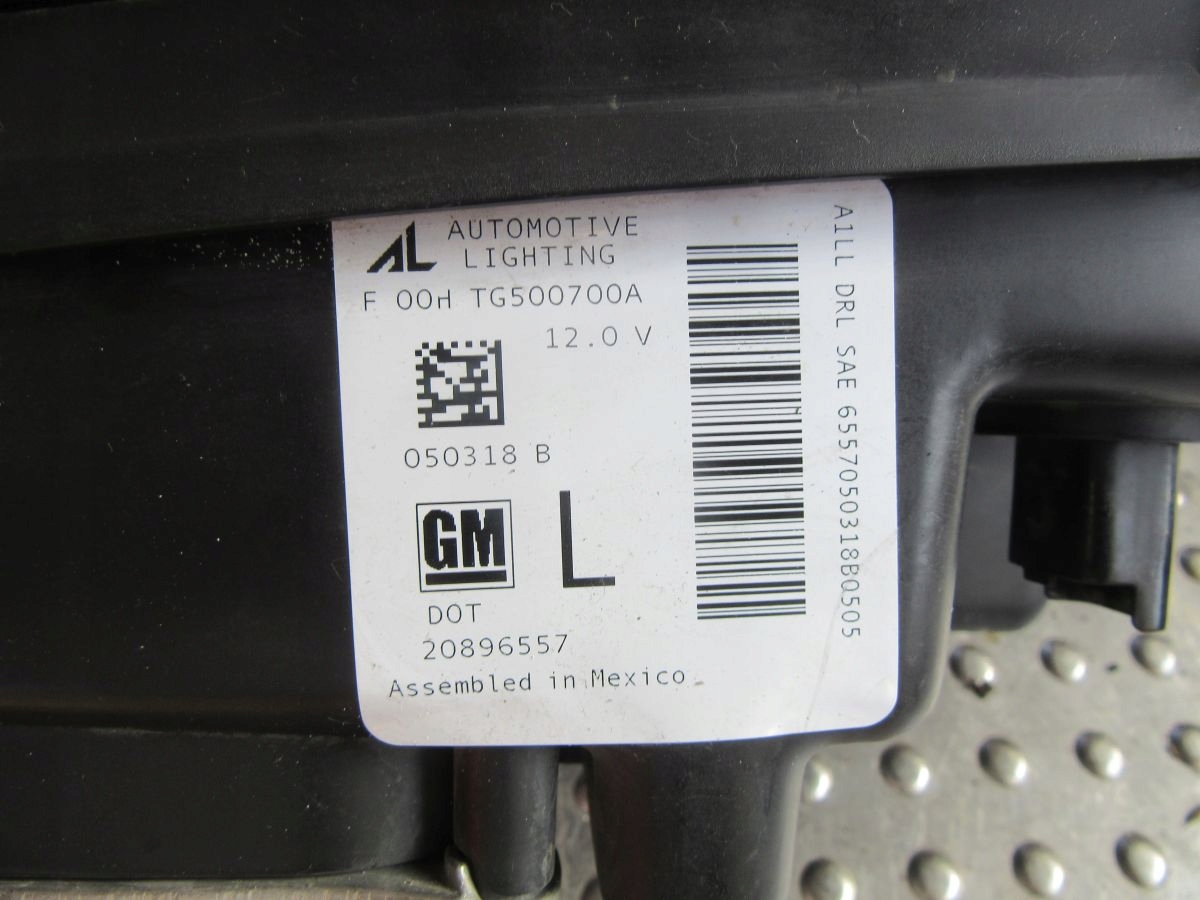 AL AUTOMOTIVE
LIGHTING
F 00H TG500700A
12.0 V
050318 B
GM L
DOT
20896557
Assembled in Mexico
A1LL DRL SAE 6557050318B0505